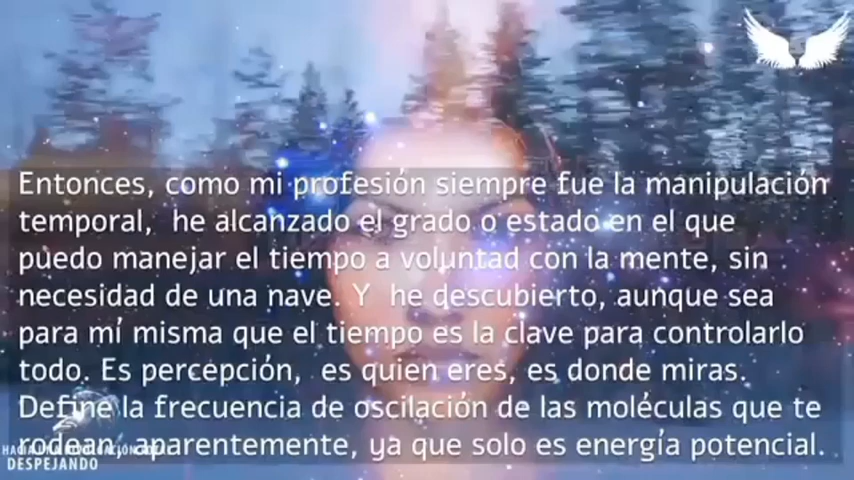 Entonces, como mi profesión siempre fue la manipulación
temporal, he alcanzado el grado o estado en el que
puedo manejar el tiempo a voluntad con la mente, sin
necesidad de una nave. Y he descubierto, aunque sea
para mí misma que el tiempo es la clave para controlarlo
todo. Es percepción, es quien eres, es donde miras.
Define la frecuencia de oscilación de las moléculas que te
rodean, aparentemente, ya que solo es energía potencial.
HACIA UNA
DESPEJANDO